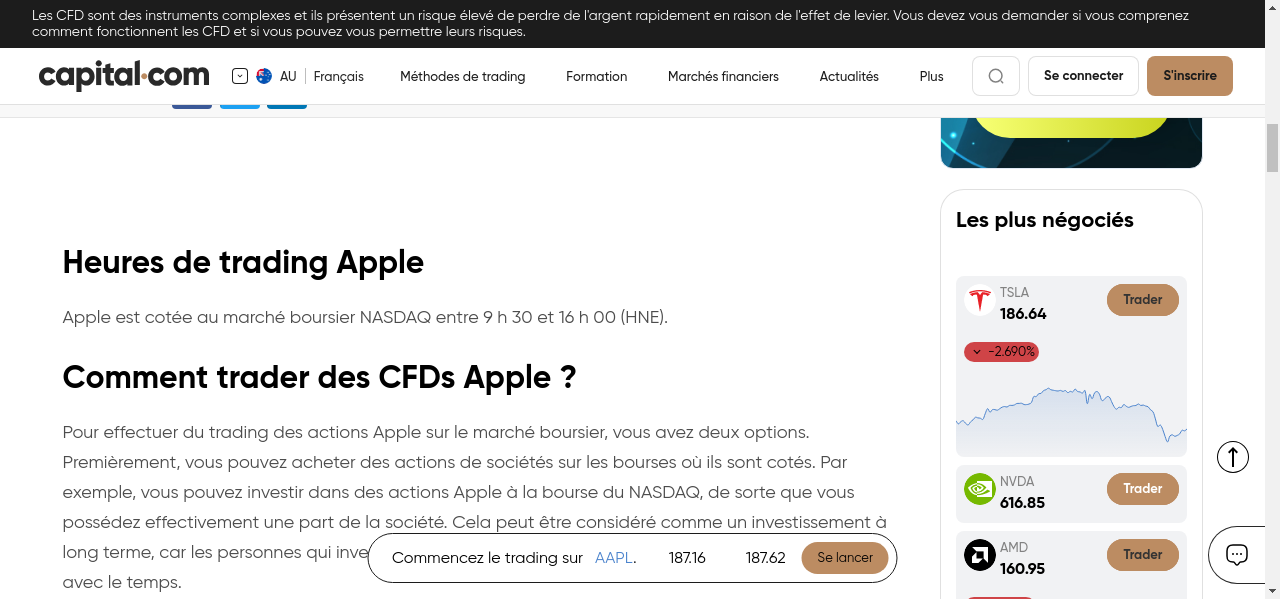 Les CFD sont des instruments complexes et ils présentent un risque élevé de perdre de l'argent rapidement en raison de l'effet de levier. Vous devez vous demander si vous comprenez
comment fonctionnent les CFD et si vous pouvez vous permettre leurs risques.
capital.com
AU
Français
Méthodes de trading
Formation
Marchés financiers
Actualités
Plus
Se connecter
S'inscrire
Heures de trading Apple
Apple est cotée au marché boursier NASDAQ entre 9 h 30 et 16 h 00 (HNE).
Comment trader des CFDs Apple ?
Pour effectuer du trading des actions Apple sur le marché boursier, vous avez deux options.
Premièrement, vous pouvez acheter des actions de sociétés sur les bourses où ils sont cotés. Par
exemple, vous pouvez investir dans des actions Apple à la bourse du NASDAQ, de sorte que vous
possédez effectivement une part de la société. Cela peut être considéré comme un investissement à
long terme, car les personnes qui
avec le temps.
Commencez le trading sur AAPL. 187.16 187.62 Se lancer
Les plus négociés
TSLA
186.64
Trader
-2.690%
NVDA
616.85
Trader
AMD
160.95
Trader